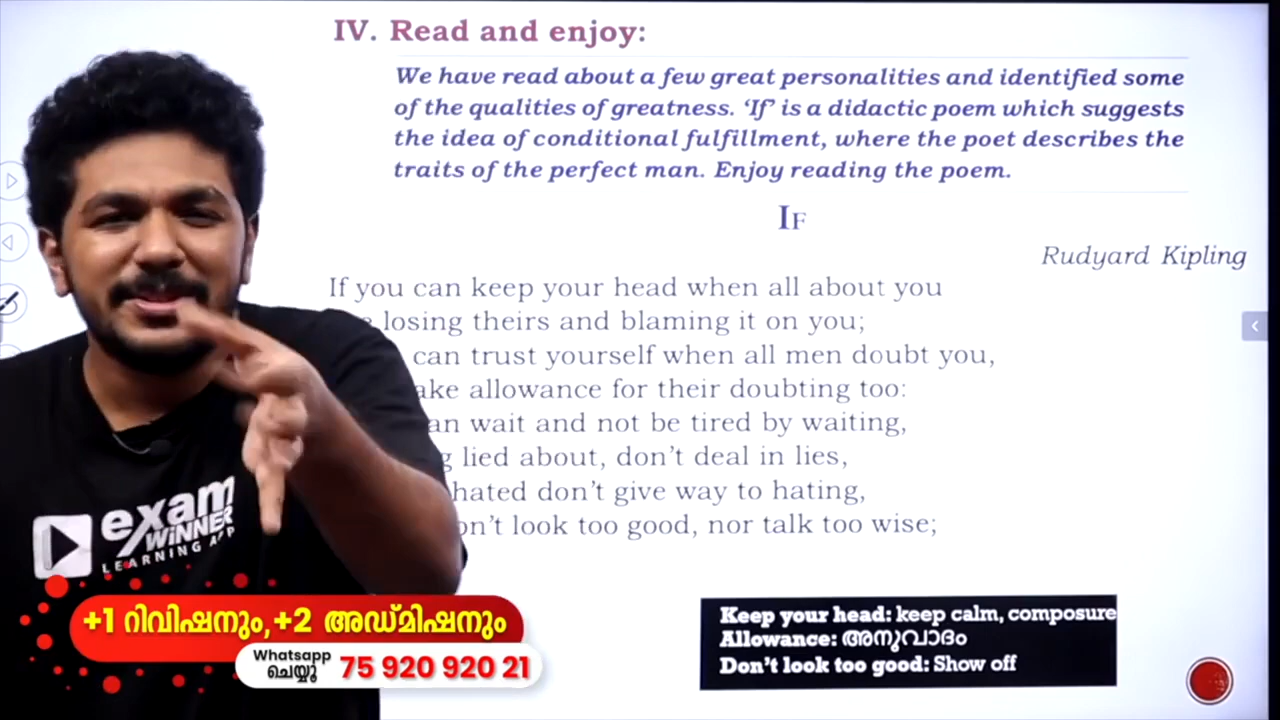 IV. Read and enjoy:
We have read about a few great personalities and identified some
of the qualities of greatness. ‘If’ is a didactic poem which suggests
the idea of conditional fulfillment, where the poet describes the
traits of the perfect man. Enjoy reading the poem.
IF
Rudyard Kipling
If you can keep your head when all about you
losing theirs and blaming it on you;
can trust yourself when all men doubt you,
ake allowance for their doubting too:
an wait and not be tired by waiting,
g lied about, don’t deal in lies,
hated don’t give way to hating,
on’t look too good, nor talk too wise;
Keep your head: keep calm, composure
Allowance: അനുവാദം
Don’t look too good: Show off
exam
WINNER
LEARNING APP
+1 റിവിഷനും,+2 അഡ്മിഷനും
Whatsapp
ചെയ്യൂ
75 920 920 21